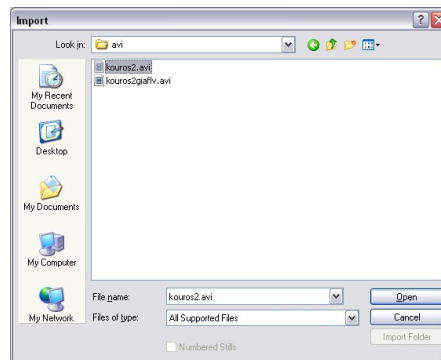 Import
Look in:
avi
My Recent
Documents
Desktop
My Documents
My Computer
My Network
kouros2.avi
kouros2giaflv.avi
File name:
kouros2.avi
Open
Files of type:
All Supported Files
Cancel
Numbered Stills
Import Folder